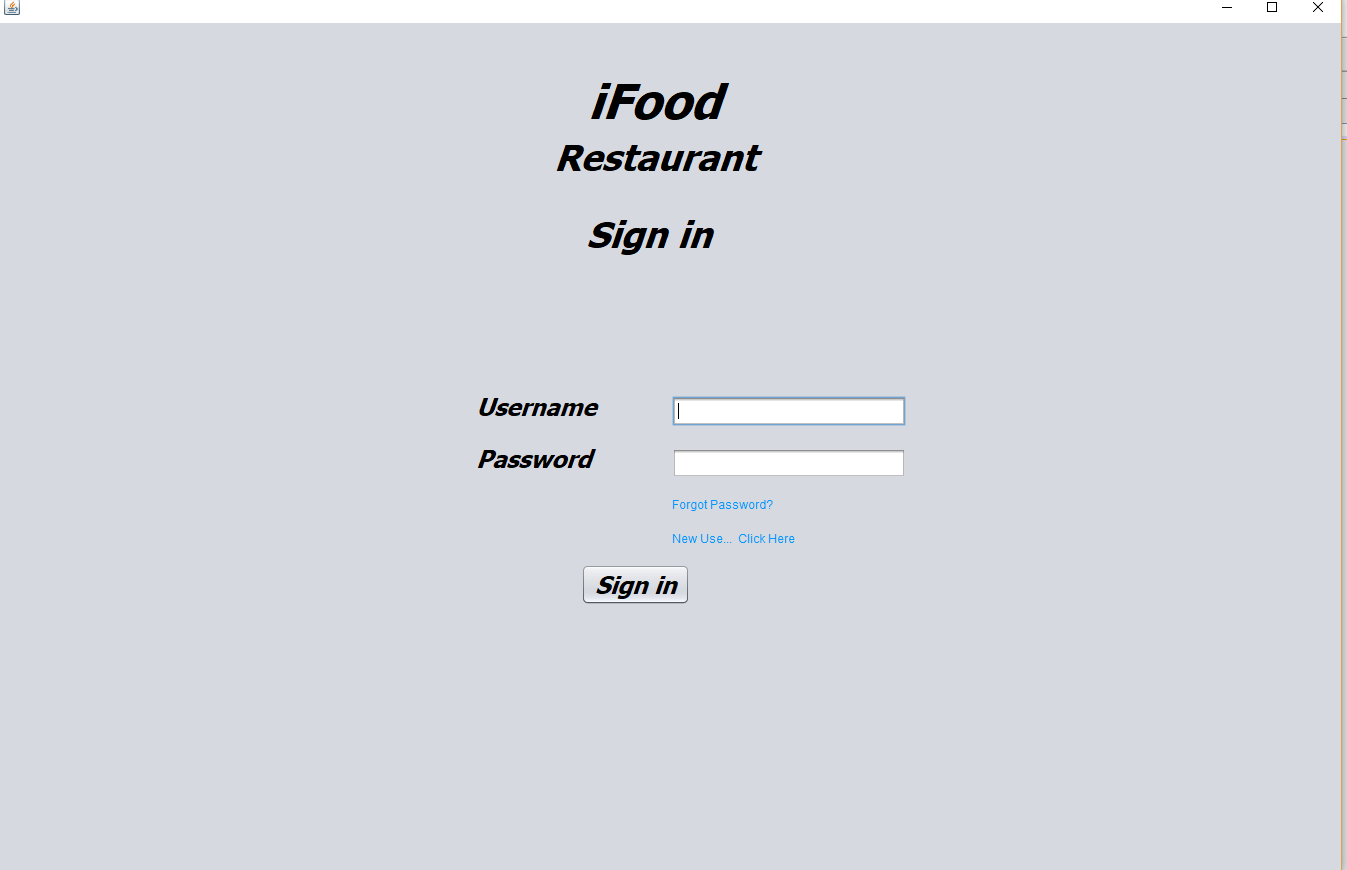 iFood
Restaurant
Sign in
Username
Password
Forgot Password?
New Use... Click Here
Sign in